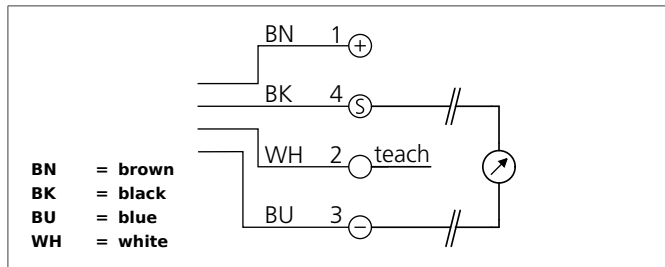 BN 1 +
BK 4 S
WH 2 teach
BU 3 −
BN = brown
BK = black
BU = blue
WH = white